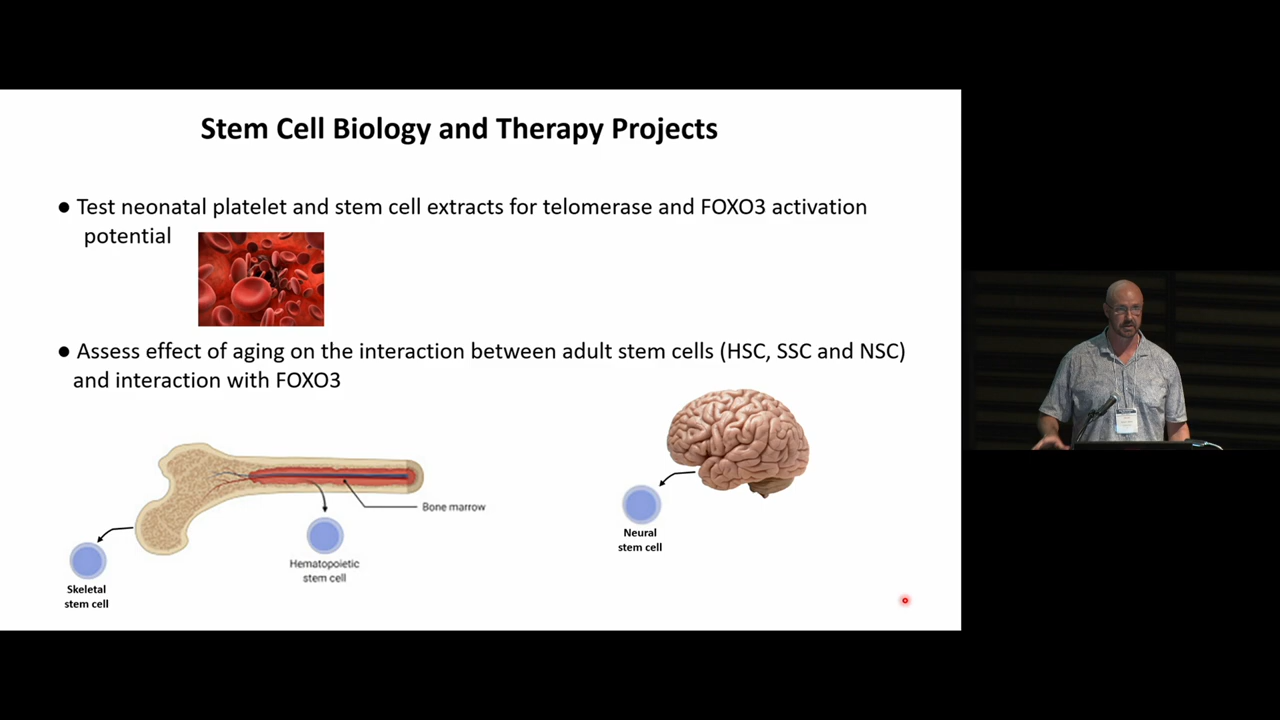 Stem Cell Biology and Therapy Projects
● Test neonatal platelet and stem cell extracts for telomerase and FOXO3 activation
potential
● Assess effect of aging on the interaction between adult stem cells (HSC, SSC and NSC)
and interaction with FOXO3
Bone marrow
Skeletal
stem cell
Hematopoietic
stem cell
Neural
stem cell